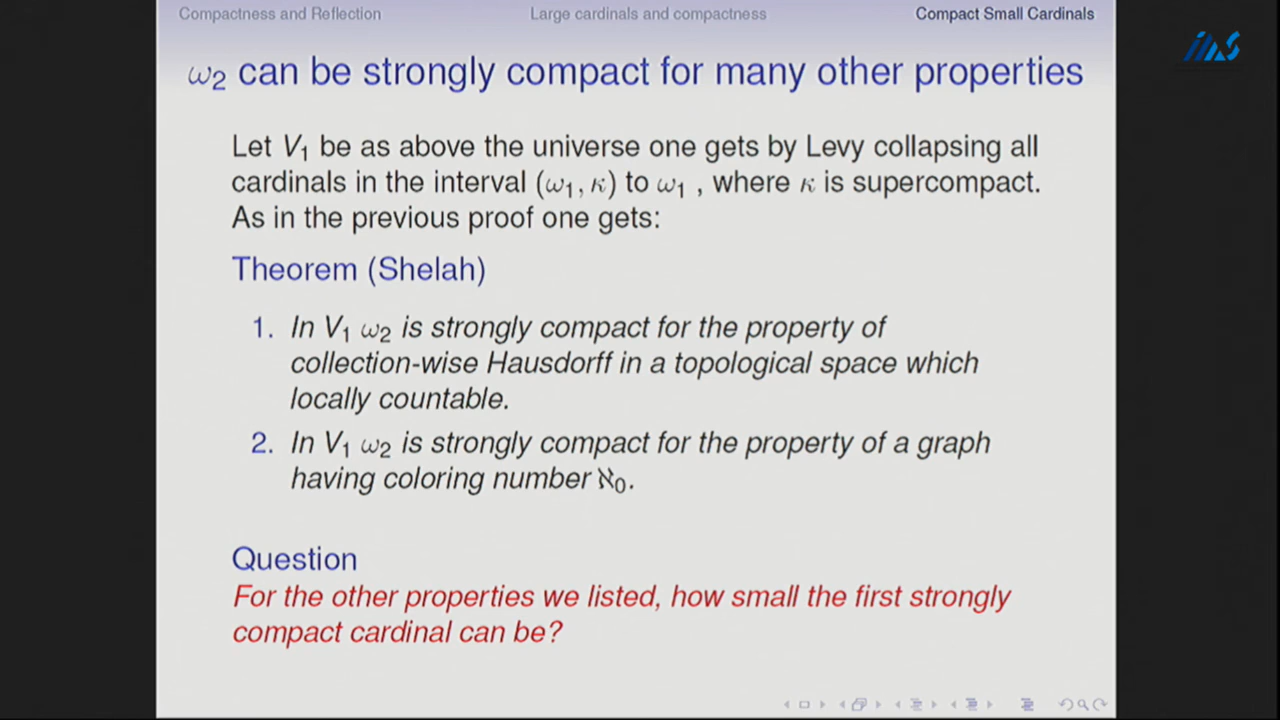 Compactness and Reflection Large cardinals and compactness Compact Small Cardinals
iias
ω₂ can be strongly compact for many other properties
Let V₁ be as above the universe one gets by Levy collapsing all
cardinals in the interval (ω₁, κ) to ω₁ , where κ is supercompact.
As in the previous proof one gets:
Theorem (Shelah)
1. In V₁ ω₂ is strongly compact for the property of
collection-wise Hausdorff in a topological space which
locally countable.
2. In V₁ ω₂ is strongly compact for the property of a graph
having coloring number ℵ₀.
Question
For the other properties we listed, how small the first strongly
compact cardinal can be?